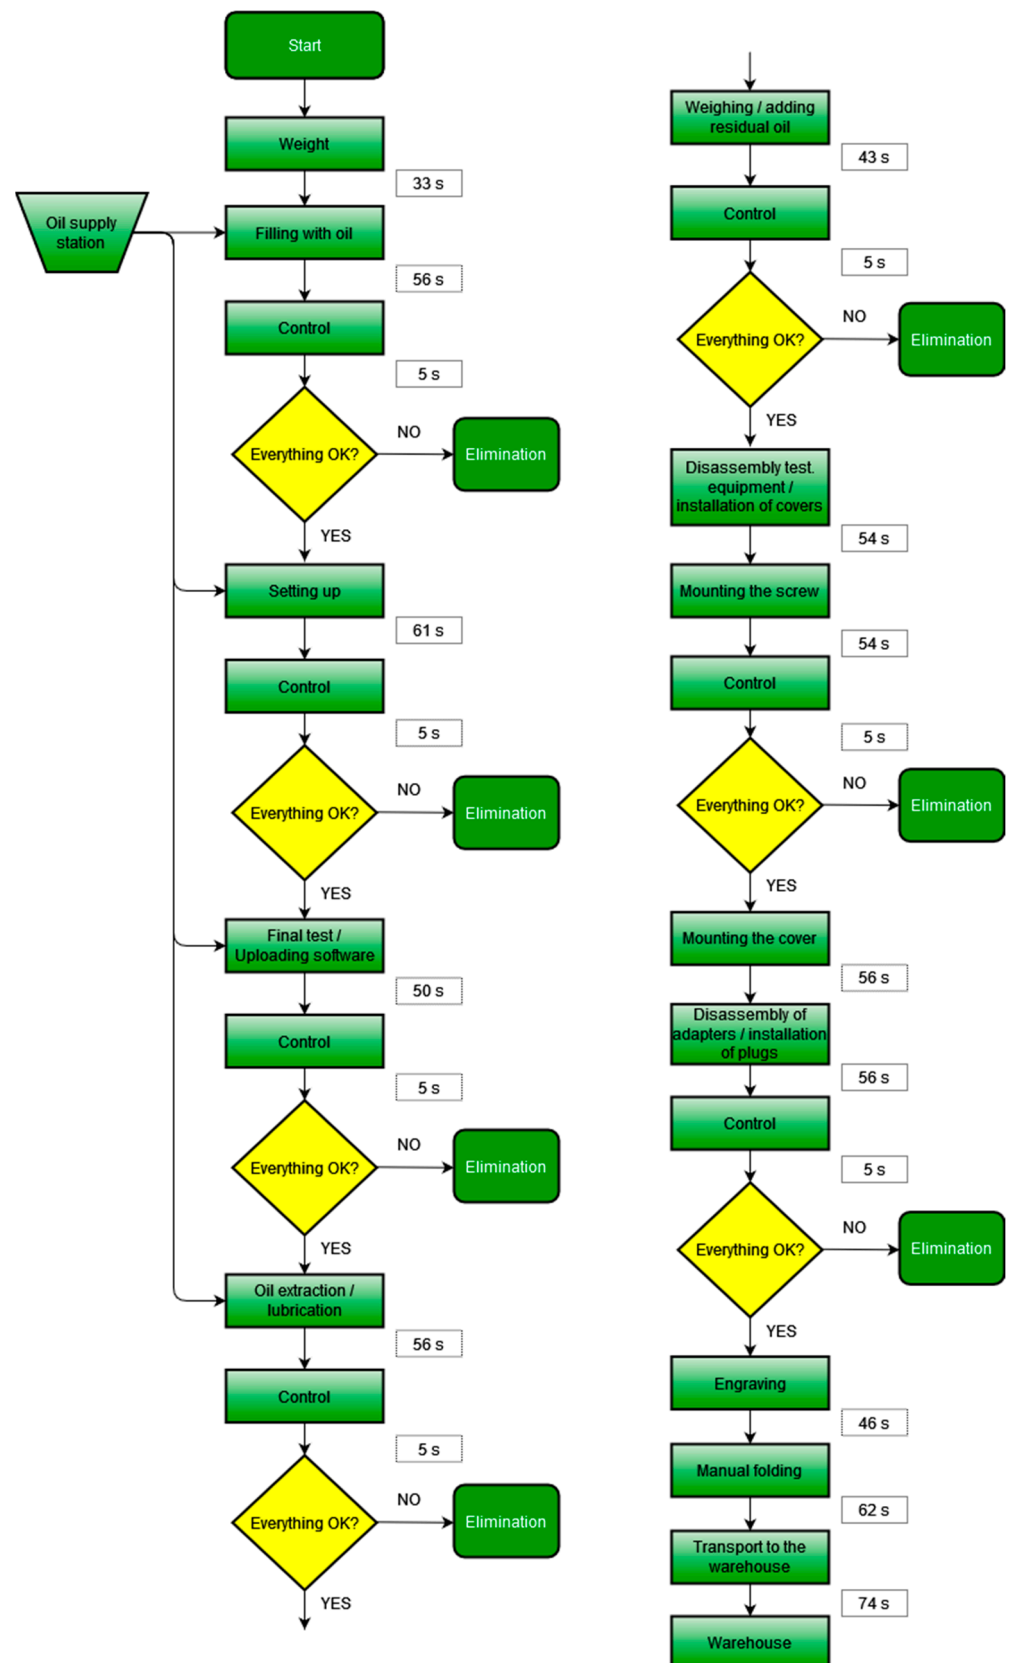 Start
Weight
33 s
Oil supply
station
Filling with oil
56 s
Control
5 s
Everything OK?
NO
Elimination
YES
Setting up
61 s
Control
5 s
Everything OK?
NO
Elimination
YES
Final test /
Uploading software
50 s
Control
5 s
Everything OK?
NO
Elimination
YES
Oil extraction /
lubrication
56 s
Control
5 s
Everything OK?
NO
Elimination
YES
Weighing / adding
residual oil
43 s
Control
5 s
Everything OK?
NO
Elimination
YES
Disassembly test.
equipment /
installation of covers
54 s
Mounting the screw
54 s
Control
5 s
Everything OK?
NO
Elimination
YES
Mounting the cover
56 s
Disassembly of
adapters / installation
of plugs
56 s
Control
5 s
Everything OK?
NO
Elimination
YES
Engraving
46 s
Manual folding
62 s
Transport to the
warehouse
74 s
Warehouse